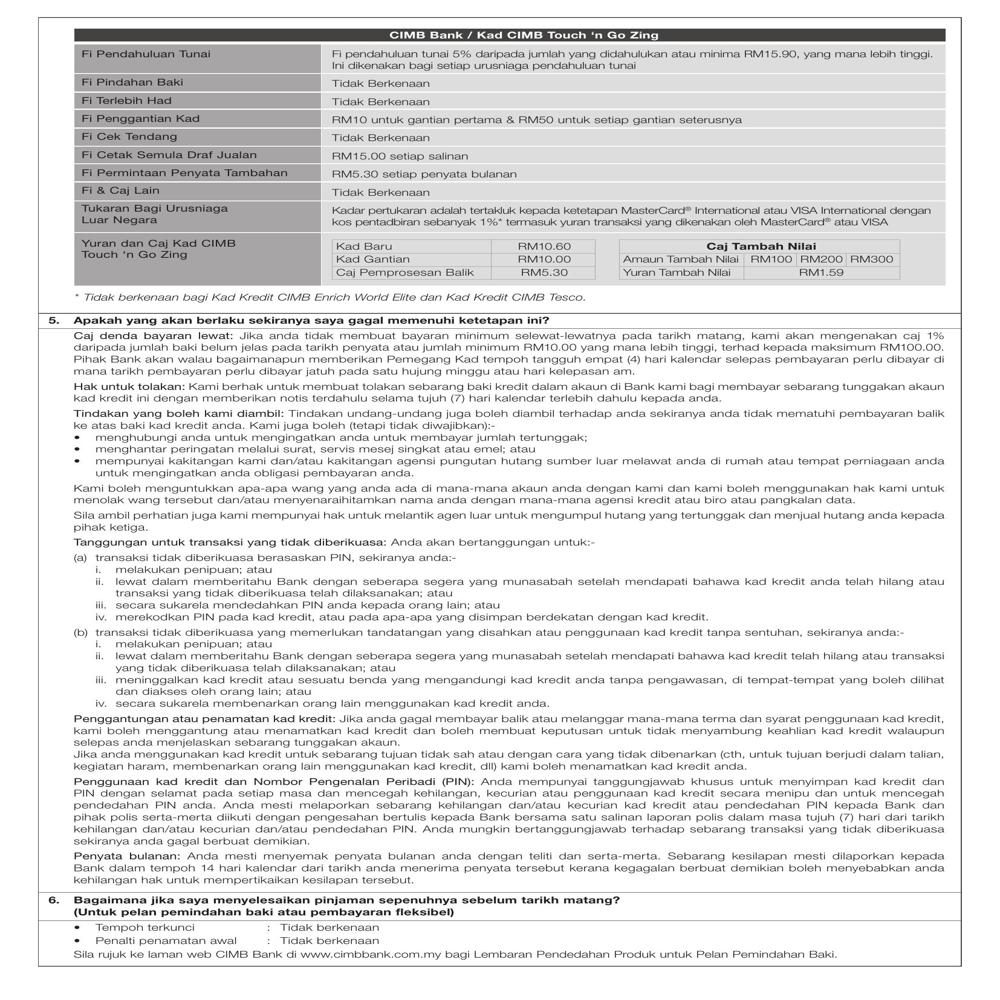 CIMB Bank / Kad CIMB Touch ‘n Go Zing
Fi Pendahuluan Tunai
Fi pendahuluan tunai 5% daripada jumlah yang didahulukan atau minima RM15.90, yang mana lebih tinggi.
Ini dikenakan bagi setiap urusniaga pendahuluan tunai
Fi Pindahan Baki
Tidak Berkenaan
Fi Terlebih Had
Tidak Berkenaan
Fi Penggantian Kad
RM10 untuk gantian pertama & RM50 untuk setiap gantian seterusnya
Fi Cek Tendang
Tidak Berkenaan
Fi Cetak Semula Draf Jualan
RM15.00 setiap salinan
Fi Permintaan Penyata Tambahan
RM5.30 setiap penyata bulanan
Fi & Caj Lain
Tidak Berkenaan
Tukaran Bagi Urusniaga
Luar Negara
Kadar pertukaran adalah tertakluk kepada ketetapan MasterCard® International atau VISA International dengan
kos pentadbiran sebanyak 1%* termasuk yuran transaksi yang dikenakan oleh MasterCard® atau VISA
Yuran dan Caj Kad CIMB
Touch ‘n Go Zing
Kad Baru RM10.60
Kad Gantian RM10.00
Caj Pemprosesan Balik RM5.30
Caj Tambah Nilai
Amaun Tambah Nilai RM100 RM200 RM300
Yuran Tambah Nilai RM1.59
* Tidak berkenaan bagi Kad Kredit CIMB Enrich World Elite dan Kad Kredit CIMB Tesco.
5. Apakah yang akan berlaku sekiranya saya gagal memenuhi ketetapan ini?
Caj denda bayaran lewat: Jika anda tidak membuat bayaran minimum selewat-lewatnya pada tarikh matang, kami akan mengenakan caj 1%
daripada jumlah baki belum jelas pada tarikh penyata atau jumlah minimum RM10.00 yang mana lebih tinggi, terhad kepada maksimum RM100.00.
Pihak Bank akan walau bagaimanapun memberikan Pemegang Kad tempoh tangguh empat (4) hari kalendar selepas pembayaran perlu dibayar di
mana tarikh pembayaran perlu dibayar jatuh pada satu hujung minggu atau hari kelepasan am.
Hak untuk tolakan: Kami berhak untuk membuat tolakan sebarang baki kredit dalam akaun di Bank kami bagi membayar sebarang tunggakan akaun
kad kredit ini dengan memberikan notis terdahulu selama tujuh (7) hari kalendar terlebih dahulu kepada anda.
Tindakan yang boleh kami diambil: Tindakan undang-undang juga boleh diambil terhadap anda sekiranya anda tidak mematuhi pembayaran balik
ke atas baki kad kredit anda. Kami juga boleh (tetapi tidak diwajibkan):-
• menghubungi anda untuk mengingatkan anda untuk membayar jumlah tertunggak;
• menghantar peringatan melalui surat, servis mesej singkat atau emel; atau
• mempunyai kakitangan kami dan/atau kakitangan agensi pungutan hutang sumber luar melawat anda di rumah atau tempat perniagaan anda
untuk mengingatkan anda obligasi pembayaran anda.
Kami boleh menguntukkan apa-apa wang yang anda ada di mana-mana akaun anda dengan kami dan kami boleh menggunakan hak kami untuk
menolak wang tersebut dan/atau menyenaraihitamkan nama anda dengan mana-mana agensi kredit atau biro atau pangkalan data.
Sila ambil perhatian juga kami mempunyai hak untuk melantik agen luar untuk mengumpul hutang yang tertunggak dan menjual hutang anda kepada
pihak ketiga.
Tanggungan untuk transaksi yang tidak diberikuasa: Anda akan bertanggungan untuk:-
(a) transaksi tidak diberikuasa berasaskan PIN, sekiranya anda:-
i. melakukan penipuan; atau
ii. lewat dalam memberitahu Bank dengan seberapa segera yang munasabah setelah mendapati bahawa kad kredit anda telah hilang atau
transaksi yang tidak diberikuasa telah dilaksanakan; atau
iii. secara sukarela mendedahkan PIN anda kepada orang lain; atau
iv. merekodkan PIN pada kad kredit, atau pada apa-apa yang disimpan berdekatan dengan kad kredit.
(b) transaksi tidak diberikuasa yang memerlukan tandatangan yang disahkan atau penggunaan kad kredit tanpa sentuhan, sekiranya anda:-
i. melakukan penipuan; atau
ii. lewat dalam memberitahu Bank dengan seberapa segera yang munasabah setelah mendapati bahawa kad kredit telah hilang atau transaksi
yang tidak diberikuasa telah dilaksanakan; atau
iii. meninggalkan kad kredit atau sesuatu benda yang mengandungi kad kredit anda tanpa pengawasan, di tempat-tempat yang boleh dilihat
dan diakses oleh orang lain; atau
iv. secara sukarela membenarkan orang lain menggunakan kad kredit anda.
Penggantungan atau penamatan kad kredit: Jika anda gagal membayar balik atau melanggar mana-mana terma dan syarat penggunaan kad kredit,
kami boleh menggantung atau menamatkan kad kredit dan boleh membuat keputusan untuk tidak menyambung keahlian kad kredit walaupun
selepas anda menjelaskan sebarang tunggakan akaun.
Jika anda menggunakan kad kredit untuk sebarang tujuan tidak sah atau dengan cara yang tidak dibenarkan (cth, untuk tujuan berjudi dalam talian,
kegiatan haram, membenarkan orang lain menggunakan kad kredit, dll) kami boleh menamatkan kad kredit anda.
Penggunaan kad kredit dan Nombor Pengenalan Peribadi (PIN): Anda mempunyai tanggungjawab khusus untuk menyimpan kad kredit dan
PIN dengan selamat pada setiap masa dan mencegah kehilangan, kecurian atau penggunaan kad kredit secara menipu dan untuk mencegah
pendedahan PIN anda. Anda mesti melaporkan sebarang kehilangan dan/atau kecurian kad kredit atau pendedahan PIN kepada Bank dan
pihak polis serta-merta diikuti dengan pengesahan bertulis kepada Bank bersama satu salinan laporan polis dalam masa tujuh (7) hari dari tarikh
kehilangan dan/atau kecurian dan/atau pendedahan PIN. Anda mungkin bertanggungjawab terhadap sebarang transaksi yang tidak diberikuasa
sekiranya anda gagal berbuat demikian.
Penyata bulanan: Anda mesti menyemak penyata bulanan anda dengan teliti dan serta-merta. Sebarang kesilapan mesti dilaporkan kepada
Bank dalam tempoh 14 hari kalendar dari tarikh anda menerima penyata tersebut kerana kegagalan berbuat demikian boleh menyebabkan anda
kehilangan hak untuk mempertikaikan kesilapan tersebut.
6. Bagaimana jika saya menyelesaikan pinjaman sepenuhnya sebelum tarikh matang?
(Untuk pelan pemindahan baki atau pembayaran fleksibel)
• Tempoh terkunci : Tidak berkenaan
• Penalti penamatan awal : Tidak berkenaan
Sila rujuk ke laman web CIMB Bank di www.cimbbank.com.my bagi Lembaran Pendedahan Produk untuk Pelan Pemindahan Baki.